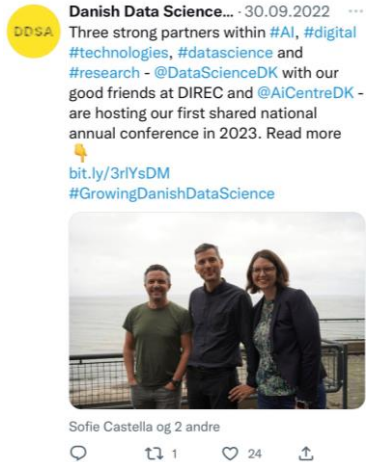 DDSA
Danish Data Science... · 30.09.2022 ···
Three strong partners within #AI, #digital
#technologies, #datascience and
#research - @DataScienceDK with our
good friends at DIREC and @AiCentreDK -
are hosting our first shared national
annual conference in 2023. Read more
👇
bit.ly/3rlYsDM
#GrowingDanishDataScience
Sofie Castella og 2 andre
1 24